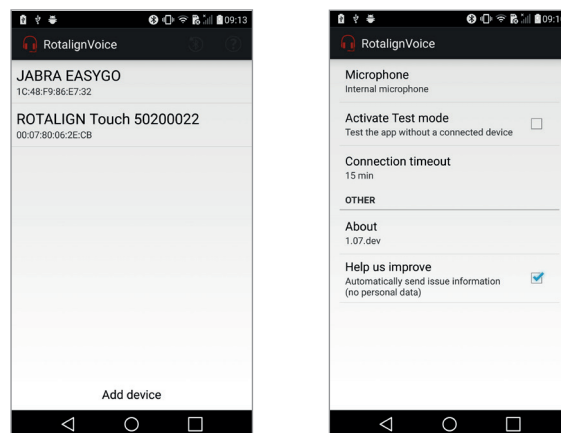 09:13
RotalignVoice
JABRA EASYGO
1C:48:F9:86:E7:32
ROTALIGN Touch 50200022
00:07:80:06:2E:CB
Add device
RotalignVoice
Microphone
Internal microphone
Activate Test mode
Test the app without a connected device
Connection timeout
15 min
OTHER
About
1.07.dev
Help us improve
Automatically send issue information
(no personal data)